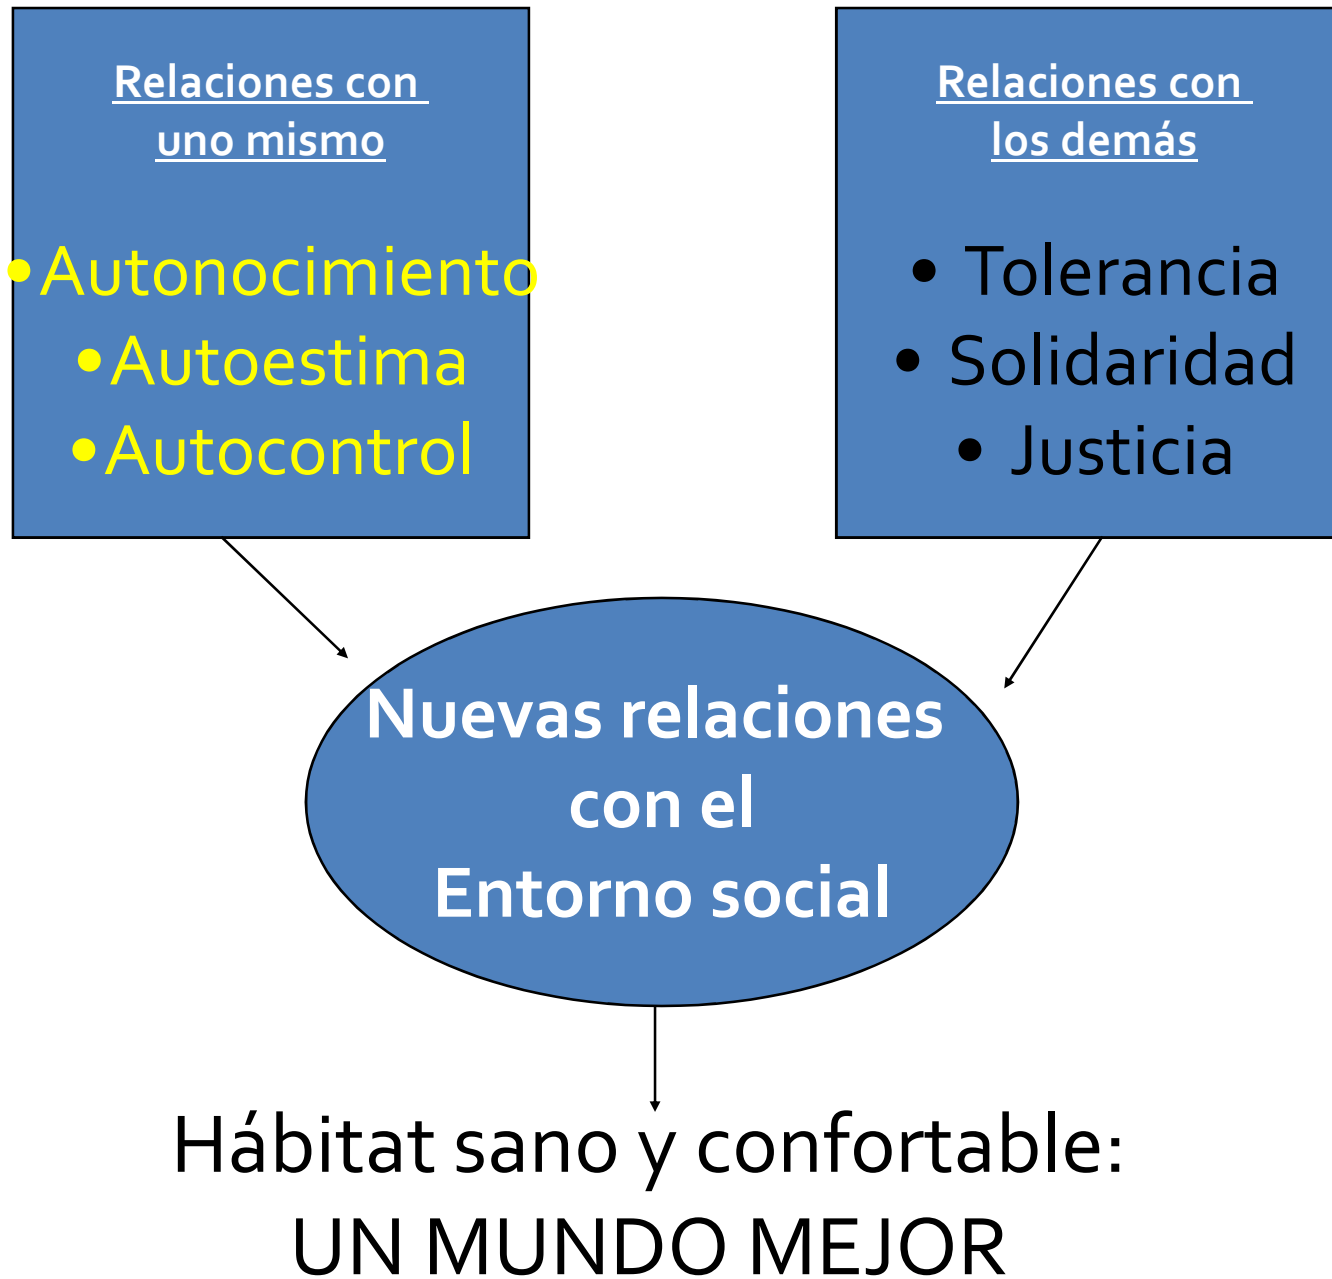 Relaciones con
uno mismo
•Autonocimiento
•Autoestima
•Autocontrol
Relaciones con
los demás
• Tolerancia
• Solidaridad
• Justicia
Nuevas relaciones
con el
Entorno social
Hábitat sano y confortable:
UN MUNDO MEJOR